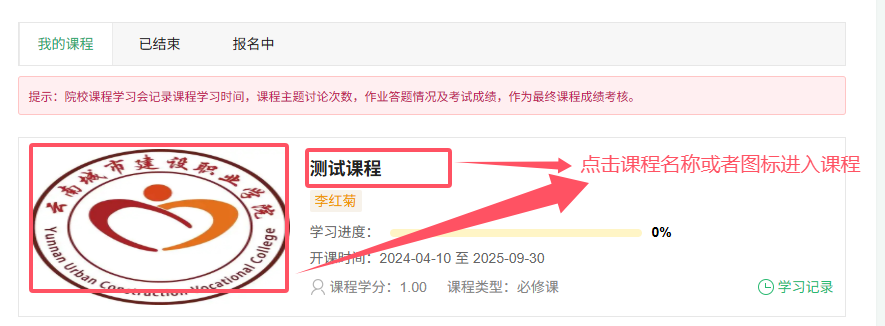 我的课程 已结束 报名中
提示：院校课程学习会记录课程学习时间，课程主题讨论次数，作业答题情况及考试成绩，作为最终课程成绩考核。
云南城市建设职业学院
Yunnan Urban Construction Vocational College
测试课程
点击课程名称或者图标进入课程
李红菊
学习进度： 0%
开课时间：2024-04-10 至 2025-09-30
课程学分：1.00 课程类型：必修课 学习记录